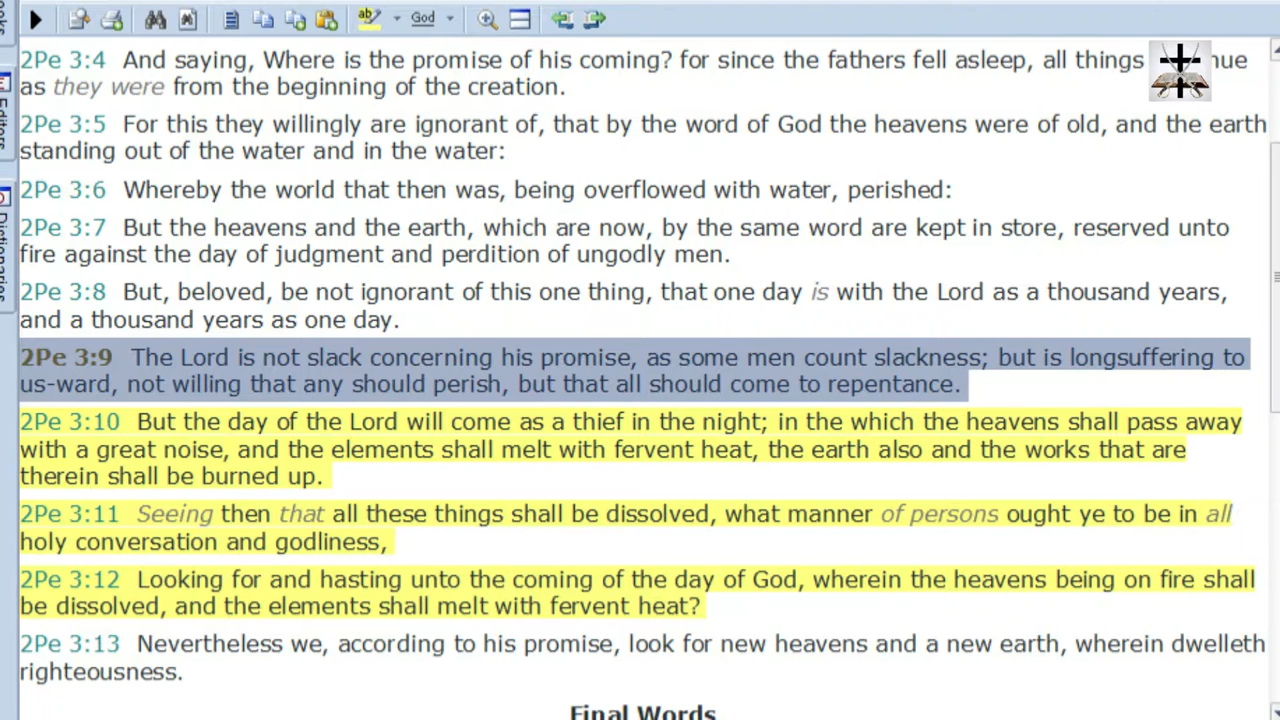 God
2Pe 3:4 And saying, Where is the promise of his coming? for since the fathers fell asleep, all things nue
as they were from the beginning of the creation.
2Pe 3:5 For this they willingly are ignorant of, that by the word of God the heavens were of old, and the earth
standing out of the water and in the water:
2Pe 3:6 Whereby the world that then was, being overflowed with water, perished:
2Pe 3:7 But the heavens and the earth, which are now, by the same word are kept in store, reserved unto
fire against the day of judgment and perdition of ungodly men.
2Pe 3:8 But, beloved, be not ignorant of this one thing, that one day is with the Lord as a thousand years,
and a thousand years as one day.
2Pe 3:9 The Lord is not slack concerning his promise, as some men count slackness; but is longsuffering to
us-ward, not willing that any should perish, but that all should come to repentance.
2Pe 3:10 But the day of the Lord will come as a thief in the night; in the which the heavens shall pass away
with a great noise, and the elements shall melt with fervent heat, the earth also and the works that are
therein shall be burned up.
2Pe 3:11 Seeing then that all these things shall be dissolved, what manner of persons ought ye to be in all
holy conversation and godliness,
2Pe 3:12 Looking for and hasting unto the coming of the day of God, wherein the heavens being on fire shall
be dissolved, and the elements shall melt with fervent heat?
2Pe 3:13 Nevertheless we, according to his promise, look for new heavens and a new earth, wherein dwelleth
righteousness.
Final Words
Editors
Dictionaries